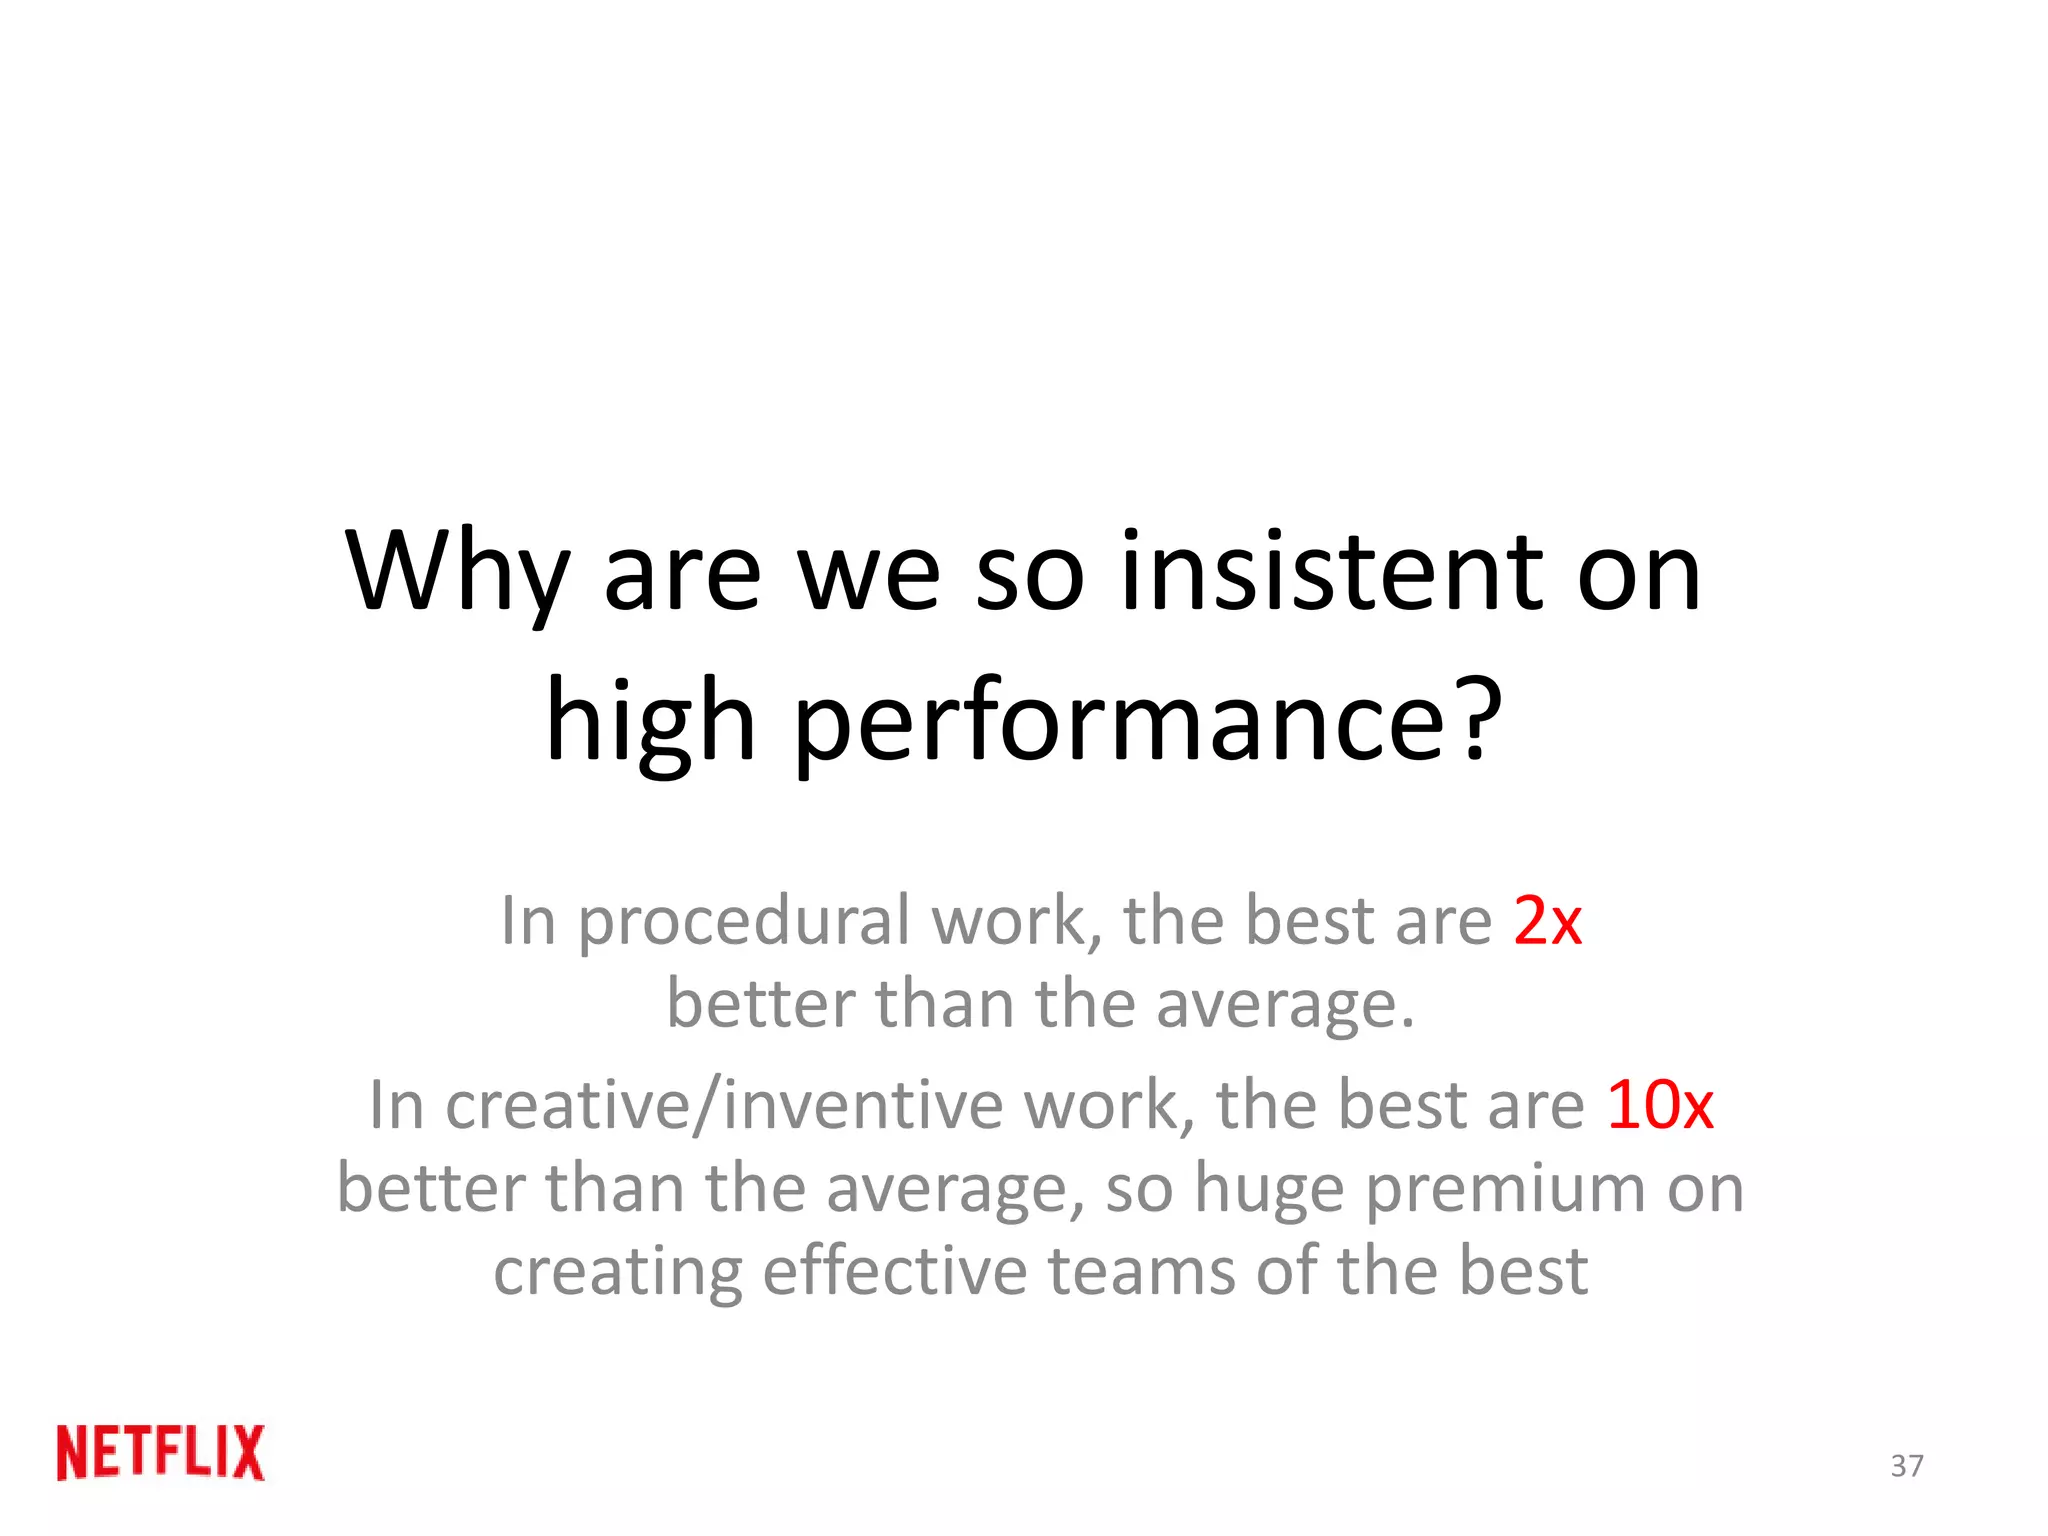 Why are we so insistent on
high performance?
In procedural work, the best are 2x
better than the average.
In creative/inventive work, the best are 10x
better than the average, so huge premium on
creating effective teams of the best
NETFLIX
37